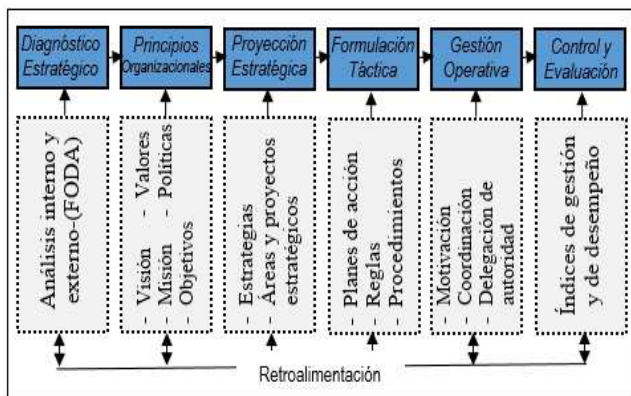 Diagnóstico
Estratégico
Principios
Organizacionales
Proyección
Estratégica
Formulación
Tàctica
Gestión
Operativa
Control y
Evaluación
Análisis interno y
externo-(FODA)
- Visión - Valores
- Misión - Políticas
- Objetivos
- Estrategias
- Áreas y proyectos
estratégicos
- Planes de acción
- Reglas
- Procedimientos
- Motivación
- Coordinación
- Delegación de
autoridad
Índices de gestión
y de desempeño
Retroalimentación